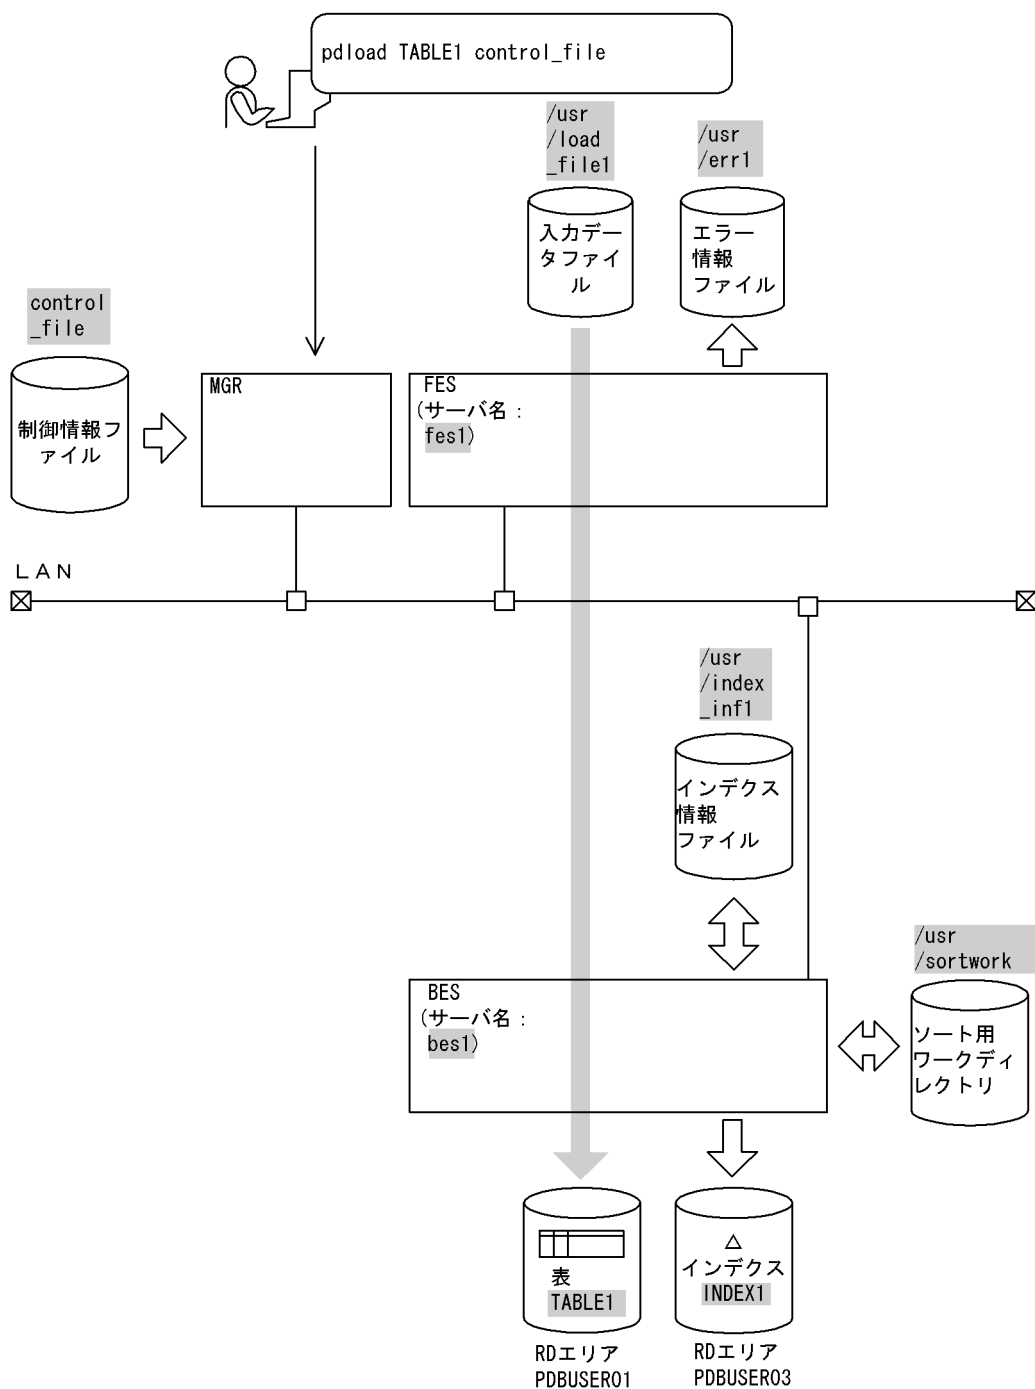 pdload TABLE1 control_file
/usr
/load
_file1
/usr
/err1
入力デー
タファイ
ル
エラー
情報
ファイル
control
_file
制御情報フ
ァイル
MGR
FES
(サーバ名：
fes1)
ＬＡＮ
/usr
/index
_inf1
インデクス
情報
ファイル
/usr
/sortwork
BES
(サーバ名：
bes1)
ソート用
ワークディ
レクトリ
表
TABLE1
△
インデクス
INDEX1
RDエリア
PDBUSER01
RDエリア
PDBUSER03